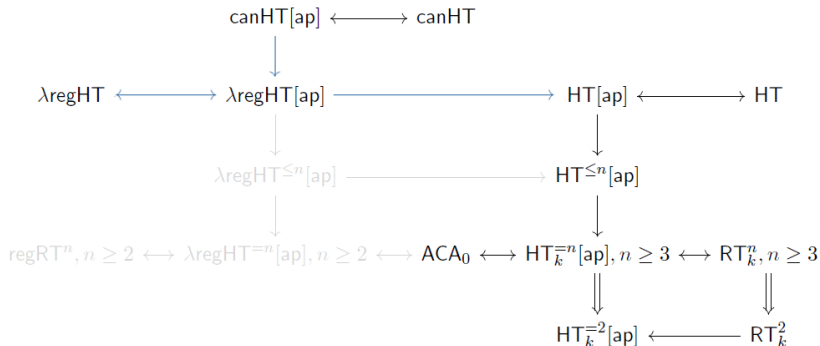 canHT[ap] ⟷ canHT
λregHT ⟷ λregHT[ap] ⟶ HT[ap] ⟷ HT
λregHT^{≤n}[ap] ⟶ HT^{≤n}[ap]
regRT^n, n ≥ 2 ⟷ λregHT^{=n}[ap], n ≥ 2 ⟷ ACA_0 ⟷ HT_k^{=n}[ap], n ≥ 3 ⟷ RT_k^n, n ≥ 3
HT_k^{=2}[ap] ⟵ RT_k^2